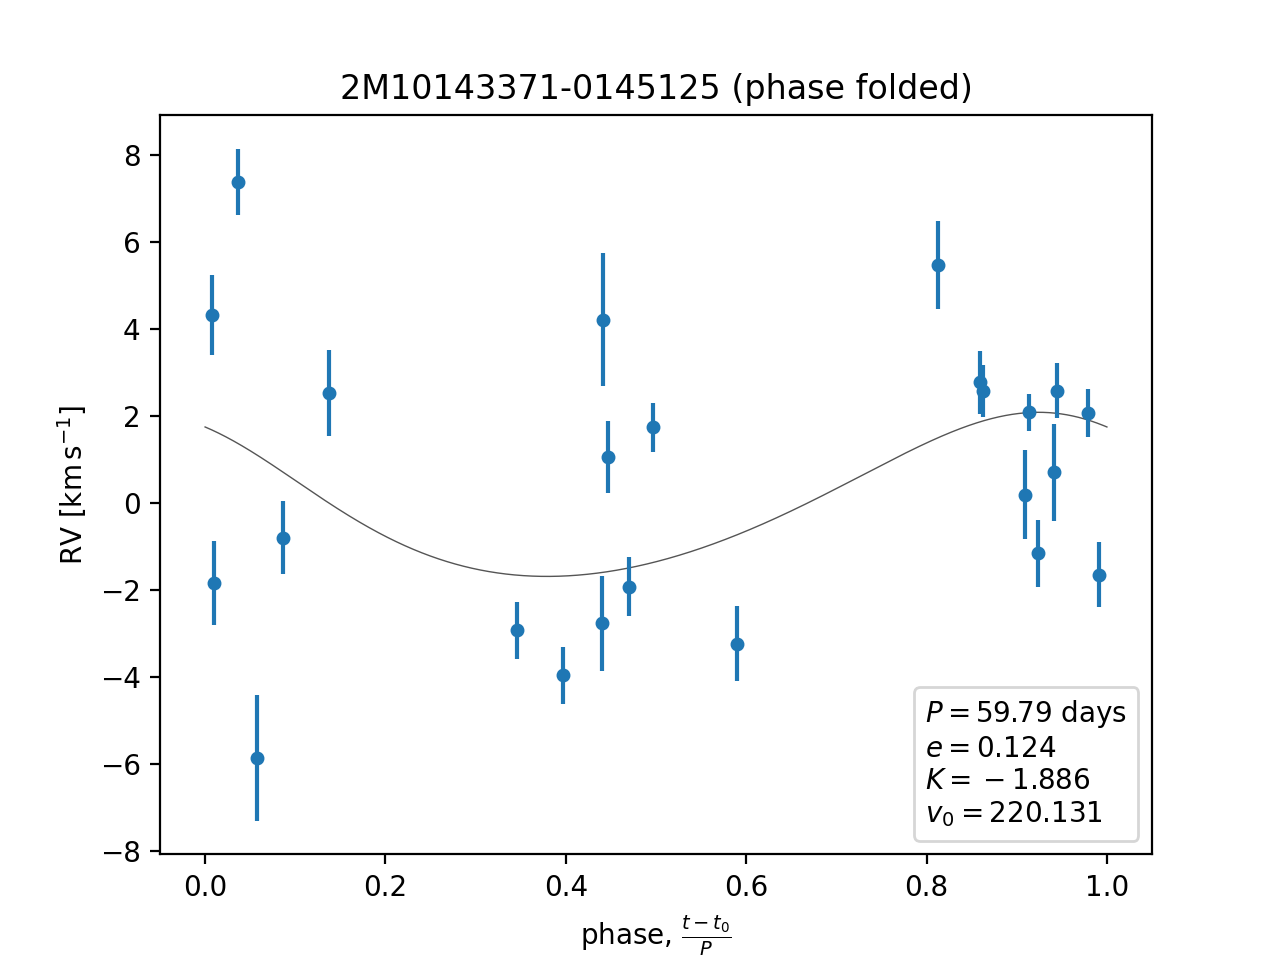 2M10143371-0145125 (phase folded)
RV [km s⁻¹]
8
6
4
2
0
−2
−4
−6
−8
0.0 0.2 0.4 0.6 0.8 1.0
phase, (t − t₀)/P
P = 59.79 days
e = 0.124
K = −1.886
v₀ = 220.131